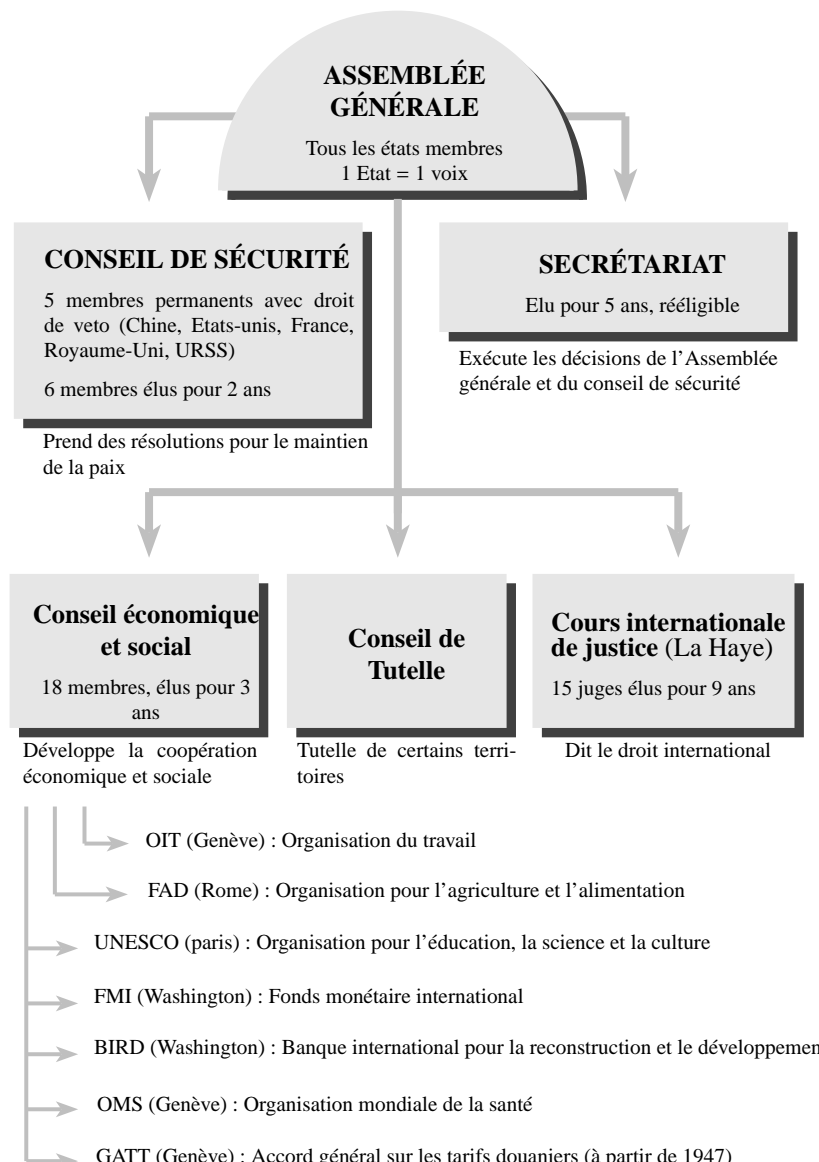 ASSEMBLÉE
GÉNÉRALE
Tous les états membres
1 Etat = 1 voix
CONSEIL DE SÉCURITÉ
5 membres permanents avec droit
de veto (Chine, Etats-unis, France,
Royaume-Uni, URSS)
6 membres élus pour 2 ans
Prend des résolutions pour le maintien
de la paix
SECRÉTARIAT
Elu pour 5 ans, rééligible
Exécute les décisions de l’Assemblée
générale et du conseil de sécurité
Conseil économique
et social
18 membres, élus pour 3
ans
Développe la coopération
économique et sociale
Conseil de
Tutelle
Tutelle de certains terri-
toires
Cours internationale
de justice (La Haye)
15 juges élus pour 9 ans
Dit le droit international
OIT (Genève) : Organisation du travail
FAD (Rome) : Organisation pour l’agriculture et l’alimentation
UNESCO (paris) : Organisation pour l’éducation, la science et la culture
FMI (Washington) : Fonds monétaire international
BIRD (Washington) : Banque international pour la reconstruction et le développemen
OMS (Genève) : Organisation mondiale de la santé
GATT (Genève) : Accord général sur les tarifs douaniers (à partir de 1947)